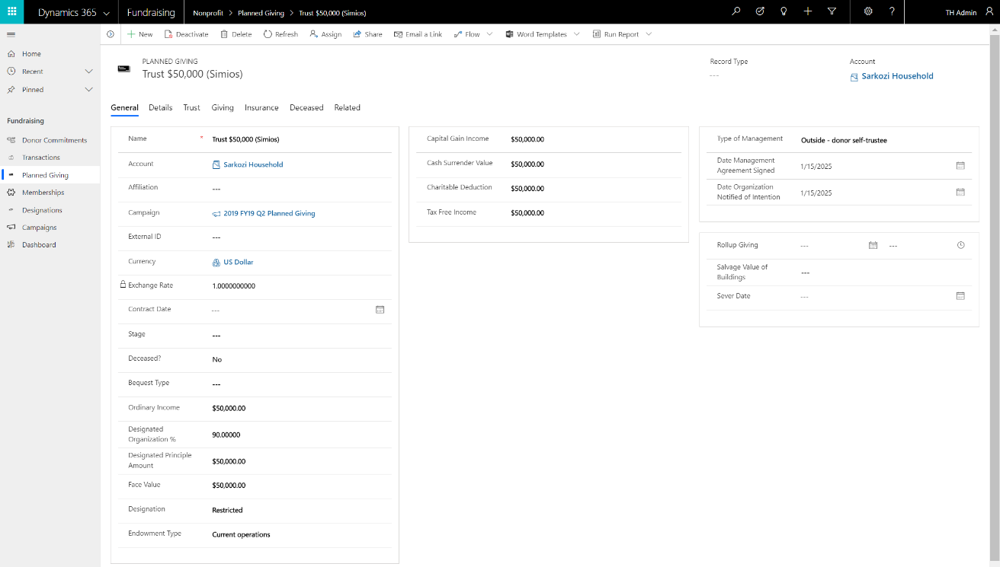 Dynamics 365
Fundraising
Nonprofit > Planned Giving > Trust $50,000 (Simios)
TH Admin
New
Deactivate
Delete
Refresh
Assign
Share
Email a Link
Flow
Word Templates
Run Report
Home
Recent
Pinned
Fundraising
Donor Commitments
Transactions
Planned Giving
Memberships
Designations
Campaigns
Dashboard
PLANNED GIVING
Trust $50,000 (Simios)
Record Type
---
Account
Sarkozi Household
General
Details
Trust
Giving
Insurance
Deceased
Related
Name * Trust $50,000 (Simios)
Account Sarkozi Household
Affiliation ---
Campaign 2019 FY19 Q2 Planned Giving
External ID ---
Currency US Dollar
Exchange Rate 1.0000000000
Contract Date ---
Stage ---
Deceased? No
Bequest Type ---
Ordinary Income $50,000.00
Designated
Organization % 90.00000
Designated Principle
Amount $50,000.00
Face Value $50,000.00
Designation Restricted
Endowment Type Current operations
Capital Gain Income $50,000.00
Cash Surrender Value $50,000.00
Charitable Deduction $50,000.00
Tax Free Income $50,000.00
Type of Management Outside - donor self-trustee
Date Management
Agreement Signed 1/15/2025
Date Organization
Notified of Intention 1/15/2025
Rollup Giving --- ---
Salvage Value of
Buildings ---
Sever Date ---